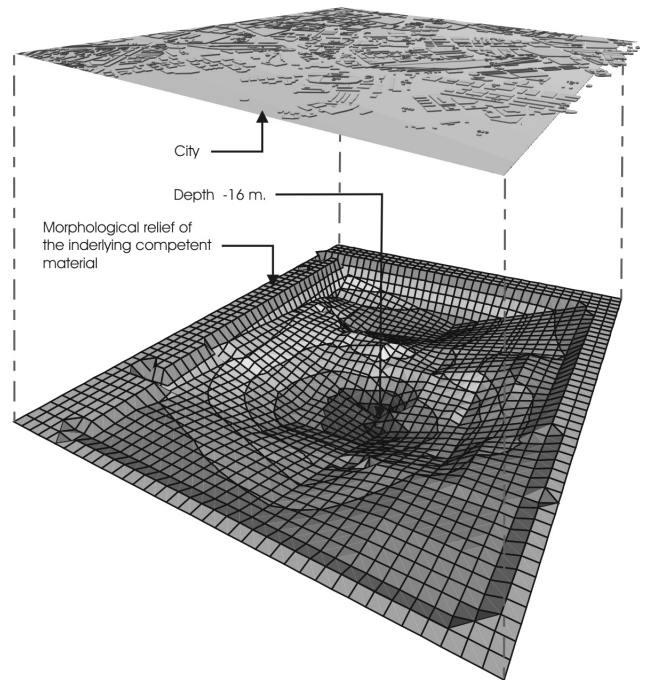 City
Depth -16 m.
Morphological relief of
the inderlying competent
material